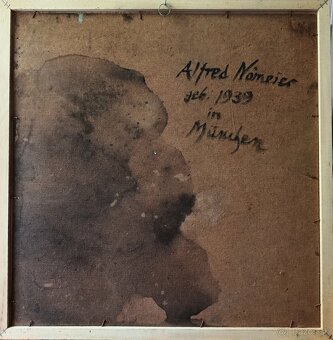 Alfred Nömeier
geb. 1939
in
München